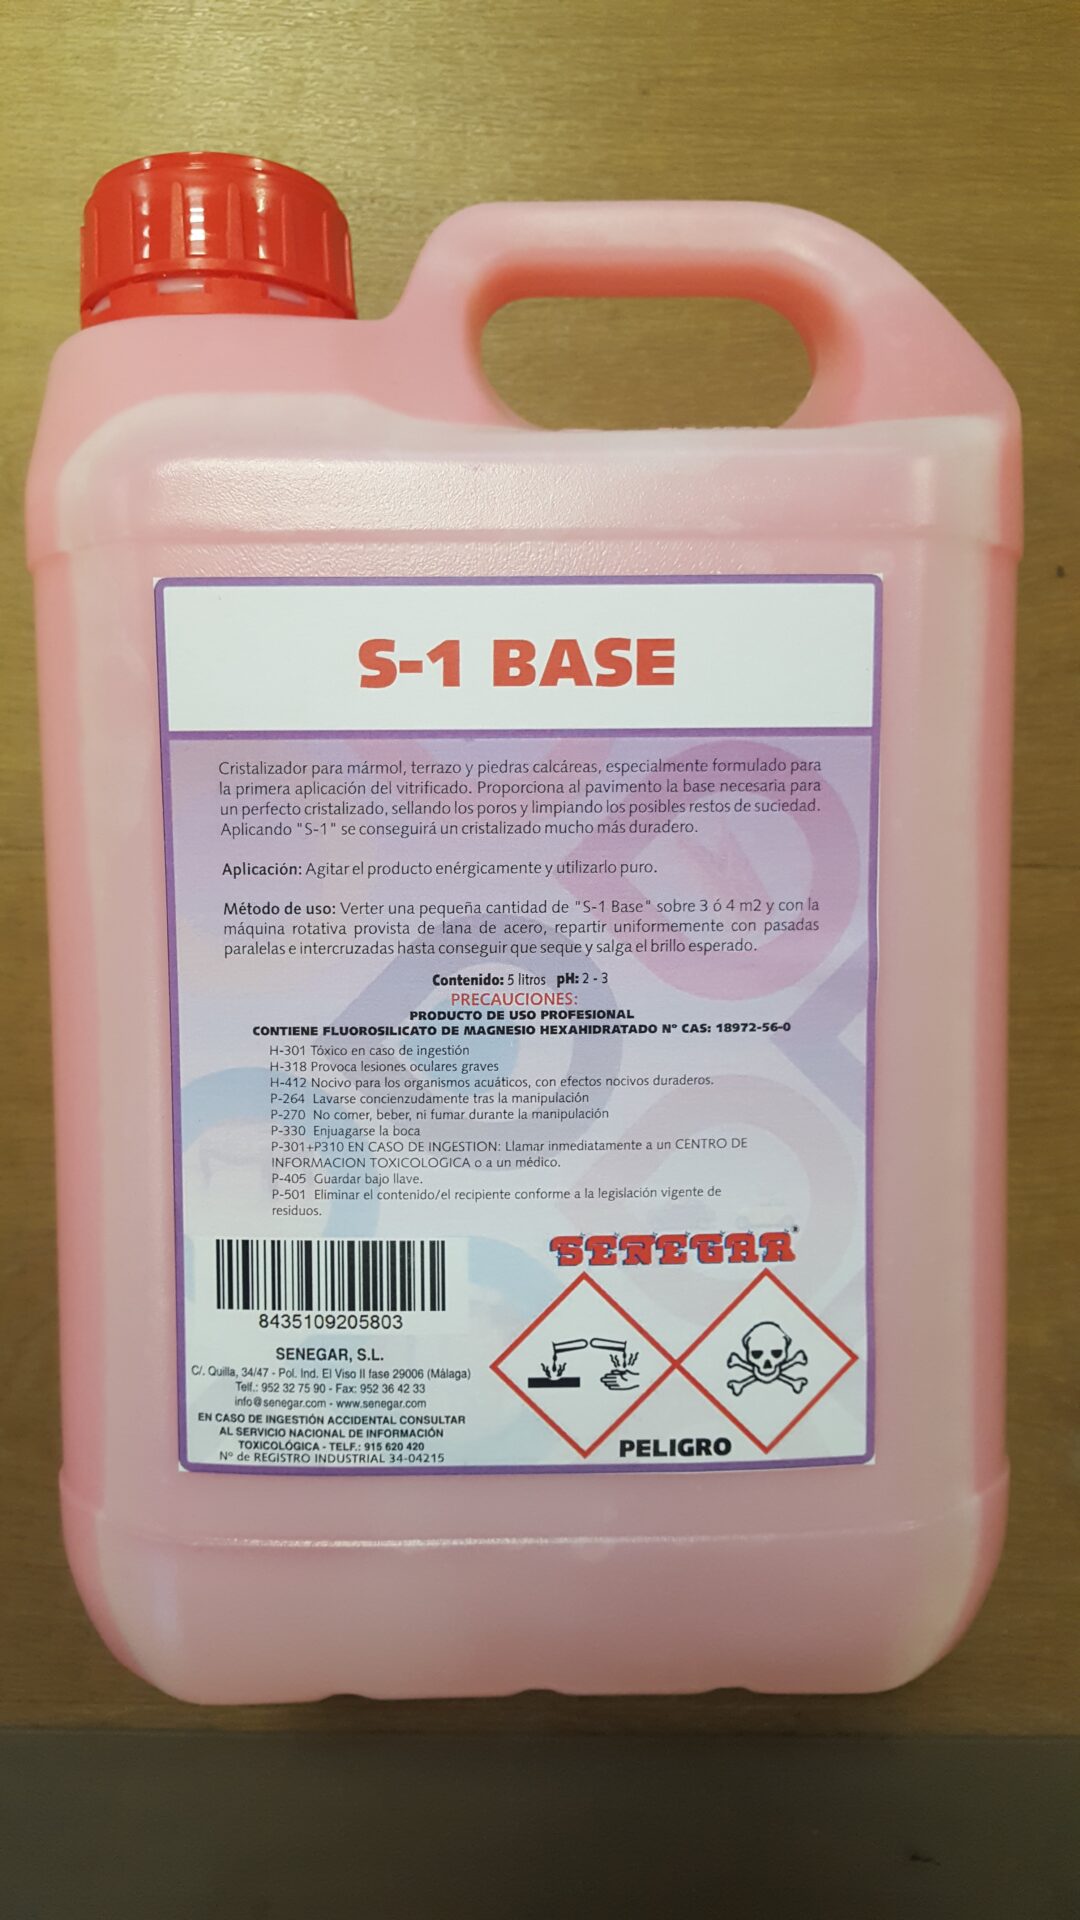 S-1 BASE
Cristalizador para mármol, terrazo y piedras calcáreas, especialmente formulado para
la primera aplicación del vitrificado. Proporciona al pavimento la base necesaria para
un perfecto cristalizado, sellando los poros y limpiando los posibles restos de suciedad.
Aplicando "S-1" se conseguirá un cristalizado mucho más duradero.
Aplicación: Agitar el producto enérgicamente y utilizarlo puro.
Método de uso: Verter una pequeña cantidad de "S-1 Base" sobre 3 ó 4 m2 y con la
máquina rotativa provista de lana de acero, repartir uniformemente con pasadas
paralelas e intercruzadas hasta conseguir que seque y salga el brillo esperado.
Contenido: 5 litros pH: 2 - 3
PRECAUCIONES:
PRODUCTO DE USO PROFESIONAL
CONTIENE FLUOROSILICATO DE MAGNESIO HEXAHIDRATADO Nº CAS: 18972-56-0
H-301 Tóxico en caso de ingestión
H-318 Provoca lesiones oculares graves
H-412 Nocivo para los organismos acuáticos, con efectos nocivos duraderos.
P-264 Lavarse concienzudamente tras la manipulación
P-270 No comer, beber, ni fumar durante la manipulación
P-330 Enjuagarse la boca
P-301+P310 EN CASO DE INGESTION: Llamar inmediatamente a un CENTRO DE
INFORMACION TOXICOLOGICA o a un médico.
P-405 Guardar bajo llave.
P-501 Eliminar el contenido/el recipiente conforme a la legislación vigente de
residuos.
SENEGAR®
8435109205803
SENEGAR, S.L.
C/. Quilla, 34/47 - Pol. Ind. El Viso II fase 29006 (Málaga)
Telf.: 952 32 75 90 - Fax: 952 36 42 33
info@senegar.com - www.senegar.com
EN CASO DE INGESTIÓN ACCIDENTAL CONSULTAR
AL SERVICIO NACIONAL DE INFORMACIÓN
TOXICOLÓGICA - TELF.: 915 620 420
Nº de REGISTRO INDUSTRIAL 34-04215
PELIGRO